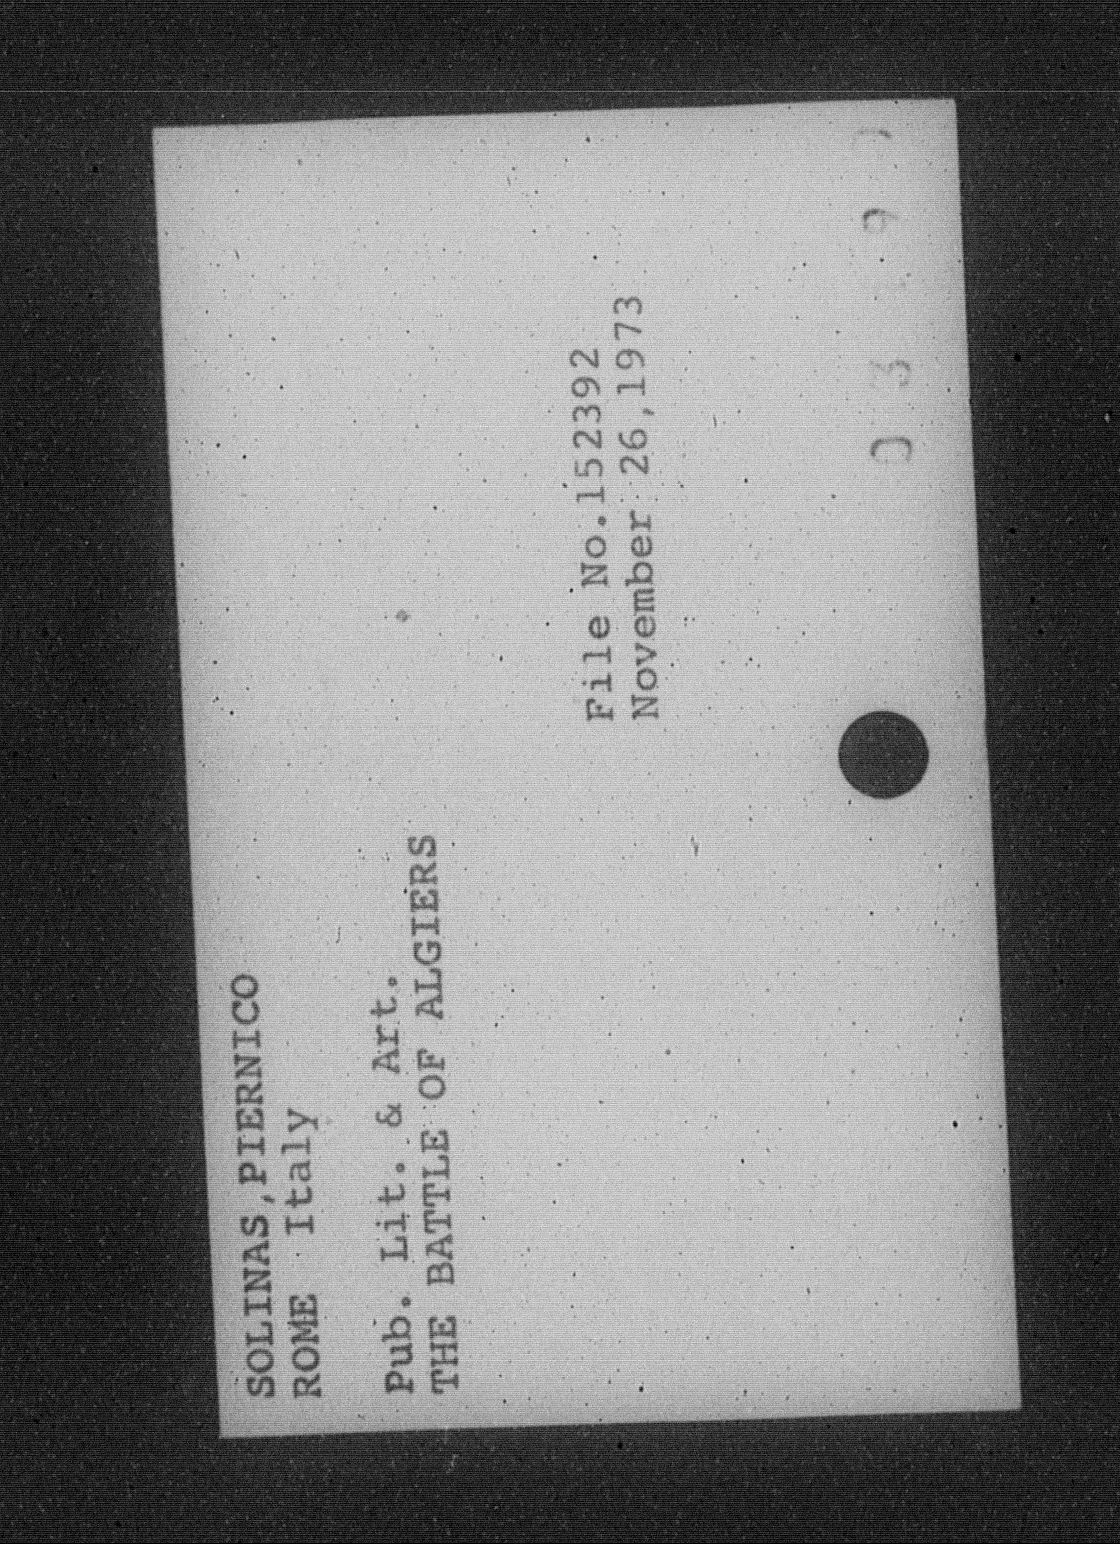 SOLINAS,PIERNICO
ROME Italy
Pub. Lit. & Art.
THE BATTLE OF ALGIERS
File No.152392
November 26,1973